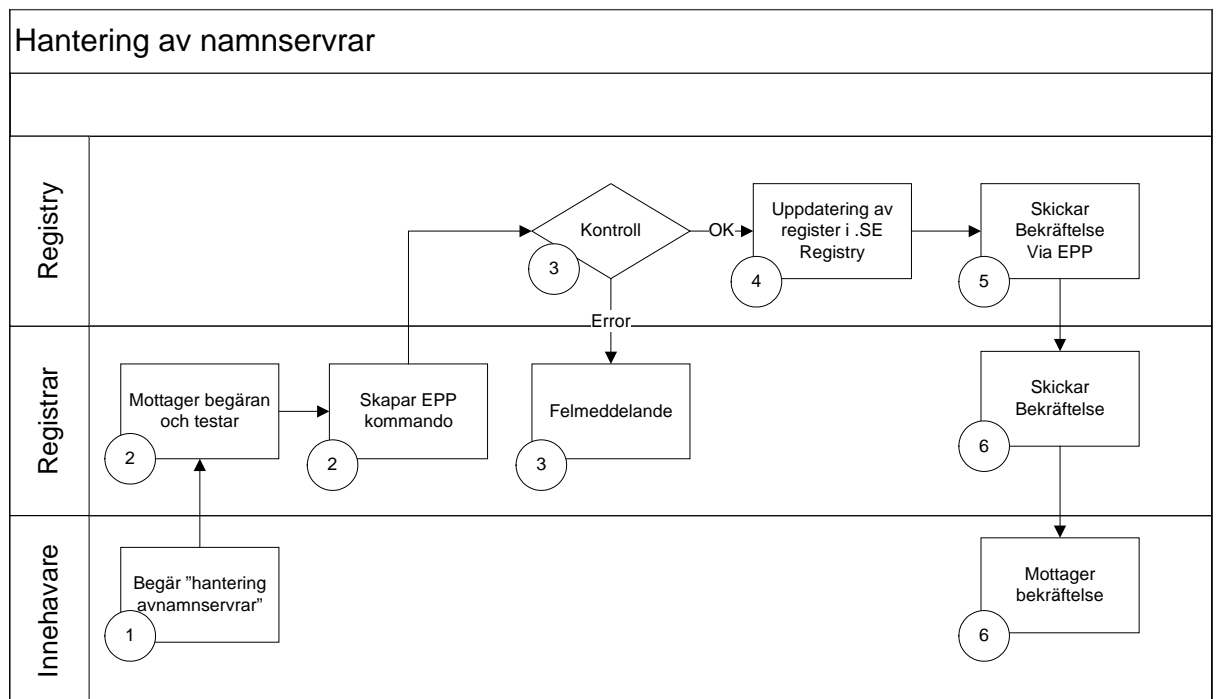 Hantering av namnservrar
Registry
Kontroll
3
OK
Uppdatering av
register i .SE
Registry
4
Skickar
Bekräftelse
Via EPP
5
Error
Registrar
Mottager begäran
och testar
2
Skapar EPP
kommando
2
Felmeddelande
3
Skickar
Bekräftelse
6
Innehavare
Begär ”hantering
avnamnservrar”
1
Mottager
bekräftelse
6